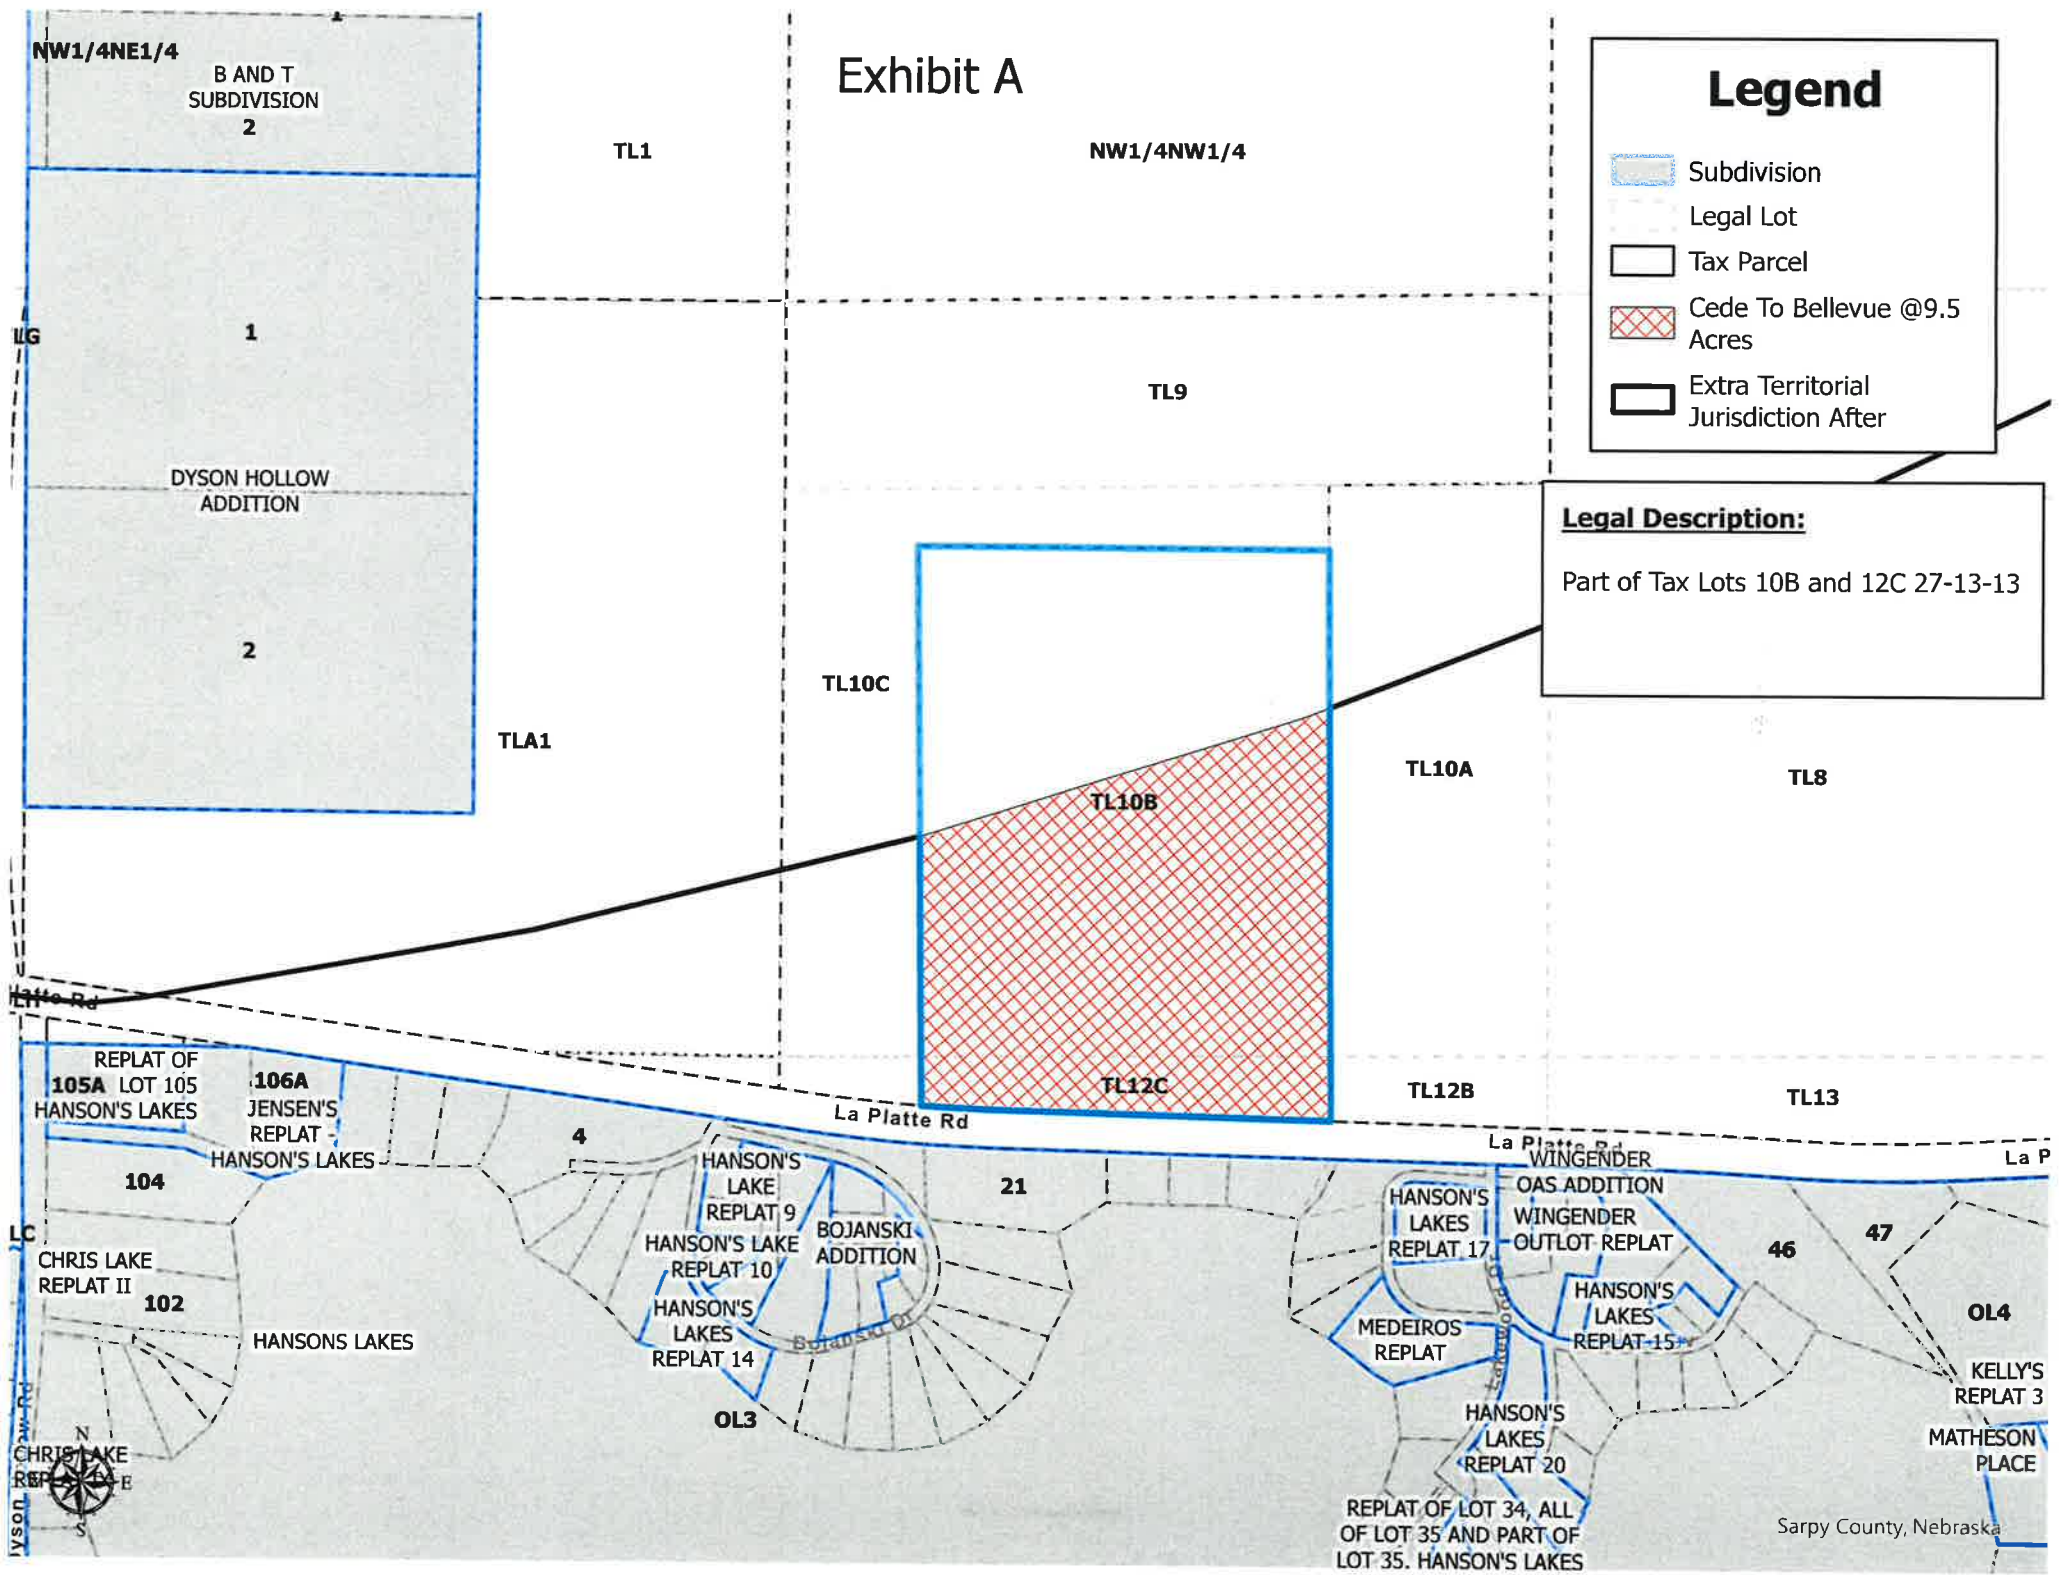 Exhibit A
NW1/4NE1/4
B AND T
SUBDIVISION
2
TL1
NW1/4NW1/4
Legend
Subdivision
Legal Lot
Tax Parcel
Cede To Bellevue @9.5
Acres
Extra Territorial
Jurisdiction After
LG
1
TL9
DYSON HOLLOW
ADDITION
Legal Description:
Part of Tax Lots 10B and 12C 27-13-13
2
TL10C
TLA1
TL10B
TL10A
TL8
TL12C
TL12B
TL13
La Platte Rd
La Platte Rd
La P
REPLAT OF
105A LOT 105
HANSON'S LAKES
106A
JENSEN'S
REPLAT -
HANSON'S LAKES
4
104
HANSON'S
LAKE
REPLAT 9
21
HANSON'S
LAKES
REPLAT 17
WINGENDER
OAS ADDITION
WINGENDER
OUTLOT REPLAT
46
47
LC
CHRIS LAKE
REPLAT II
102
HANSONS LAKES
HANSON'S LAKE
REPLAT 10
BOJANSKI
ADDITION
HANSON'S
LAKES
REPLAT 14
Bojanski Dr
MEDEIROS
REPLAT
HANSON'S
LAKES
REPLAT 15
OL4
KELLY'S
REPLAT 3
OL3
HANSON'S
LAKES
REPLAT 20
MATHESON
PLACE
CHRIS LAKE
N
E
S
REPLAT OF LOT 34, ALL
OF LOT 35 AND PART OF
LOT 35. HANSON'S LAKES
Sarpy County, Nebraska